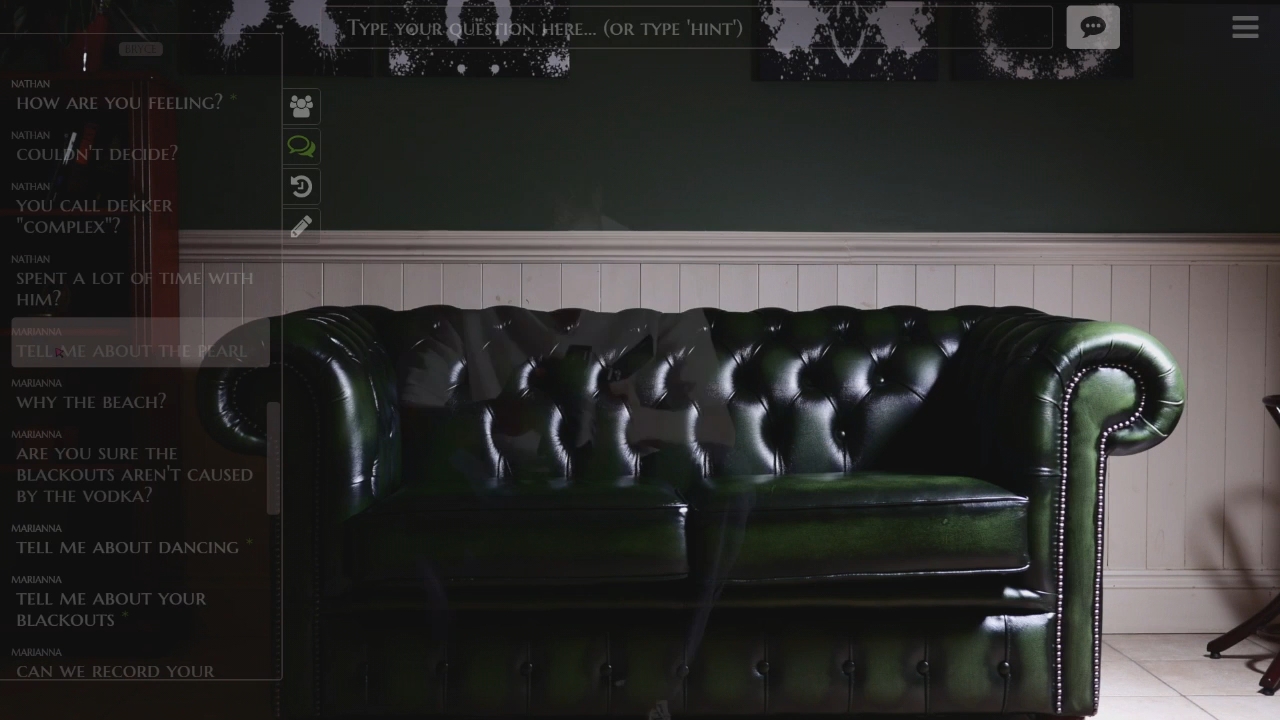 Type your question here... (or type 'hint')
BRYCE
NATHAN
HOW ARE YOU FEELING? *
NATHAN
COULDN'T DECIDE?
NATHAN
YOU CALL DEKKER
"COMPLEX"?
NATHAN
SPENT A LOT OF TIME WITH
HIM?
MARIANNA
TELL ME ABOUT THE PEARL
MARIANNA
WHY THE BEACH?
MARIANNA
ARE YOU SURE THE
BLACKOUTS AREN'T CAUSED
BY THE VODKA?
MARIANNA
TELL ME ABOUT DANCING *
MARIANNA
TELL ME ABOUT YOUR
BLACKOUTS *
MARIANNA
CAN WE RECORD YOUR